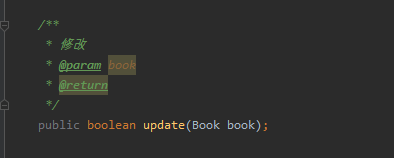 /**
* 修改
* @param book
* @return
*/
public boolean update(Book book);